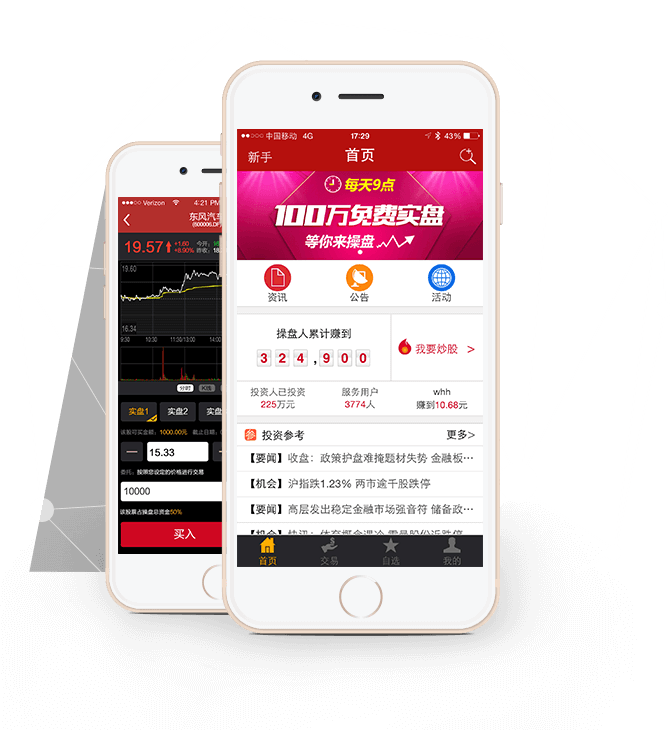 中国移动 4G 17:29 43%
新手 首页
每天9点
100万免费实盘
等你来操盘
资讯 公告 活动
操盘人累计赚到
324,900
我要炒股 >
投资人已投资 服务用户 whh
225万元 3774人 赚到10.68元
投资参考 更多>
【要闻】收盘：政策护盘难掩题材失势 金融板…
【机会】沪指跌1.23% 两市逾千股跌停
【要闻】高层发出稳定金融市场强音符 储备政…
首页 交易 自选 我的
Verizon 4:21 PM
东风汽车
(600006.DF)
19.57 +1.60 今开:
+8.90% 昨收:
19.60
16.34
9:30 10:30 11:30/13:00 14:00
分时 K线
实盘1 实盘2 实盘
该股可买金额, 1000.00元 截止日期,
15.33
委托, 按照您设定的价格进行交易
10000
该股票占操盘总资金50%
买入